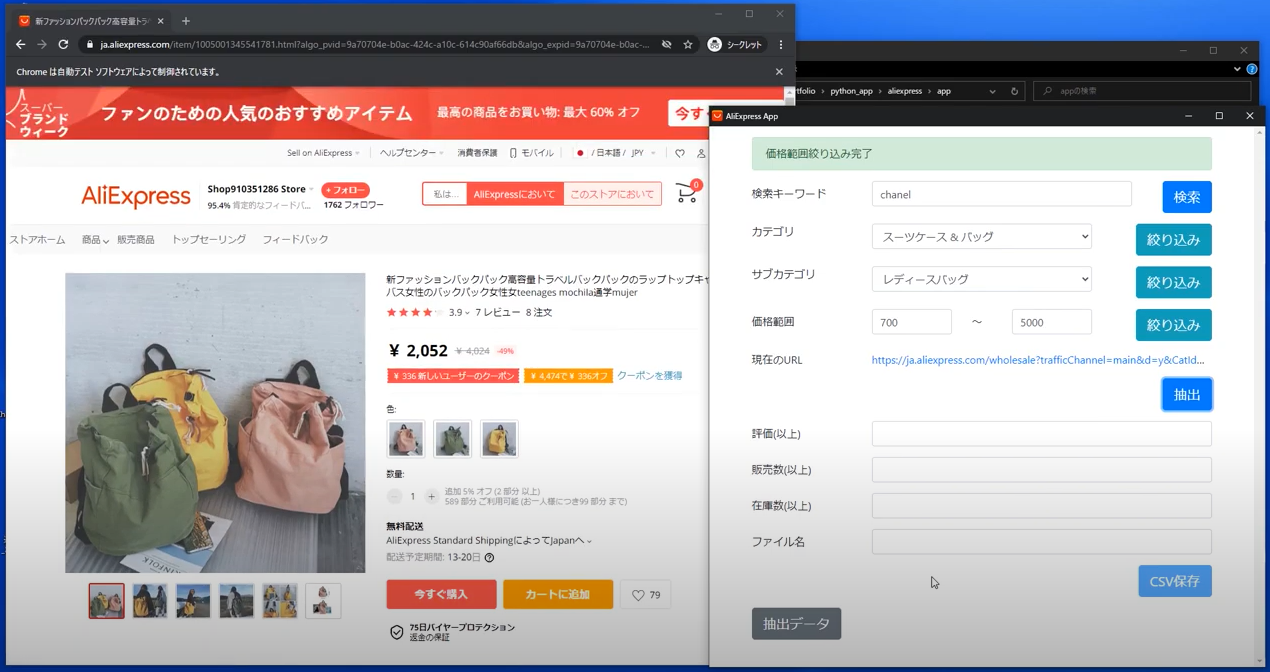 新ファッションバックパック高容量トラ
ja.aliexpress.com/item/1005001345541781.html?algo_pvid=9a70704e-b0ac-424c-a10c-614c90af66db&algo_expid=9a70704e-b0ac-...
シークレット
Chrome は自動テスト ソフトウェアによって制御されています。
スーパー
ブランド
ウィーク
ファンのための人気のおすすめアイテム
最高の商品をお買い物: 最大 60% オフ
今す
Sell on AliExpress
ヘルプセンター
消費者保護
モバイル
/ 日本語 / JPY
AliExpress
Shop910351286 Store
+ フォロー
95.4% 肯定的なフィードバ...
1762 フォロワー
私は...
AliExpressにおいて
このストアにおいて
0
ストアホーム
商品
販売商品
トップセーリング
フィードバック
新ファッションバックパック高容量トラベルバックパックのラップトップキャ
バス女性のバックパック女性女teenages mochila通学mujer
3.9
7 レビュー
8 注文
¥ 2,052
¥ 4,024
-49%
¥ 336 新しいユーザーのクーポン
¥ 4,474で ¥ 336オフ
クーポンを獲得
色:
数量:
1
追加 5% オフ (2 部分 以上)
589 部分 ご利用可能 (お一人様につき99 部分 まで)
無料配送
AliExpress Standard ShippingによってJapanへ
配送予定期間: 13-20日
今すぐ購入
カートに追加
79
75日バイヤープロテクション
返金の保証
tfolio
python_app
aliexpress
app
appの検索
AliExpress App
価格範囲絞り込み完了
検索キーワード
chanel
検索
カテゴリ
スーツケース & バッグ
絞り込み
サブカテゴリ
レディースバッグ
絞り込み
価格範囲
700
～
5000
絞り込み
現在のURL
https://ja.aliexpress.com/wholesale?trafficChannel=main&d=y&CatId...
抽出
評価(以上)
販売数(以上)
在庫数(以上)
ファイル名
CSV保存
抽出データ